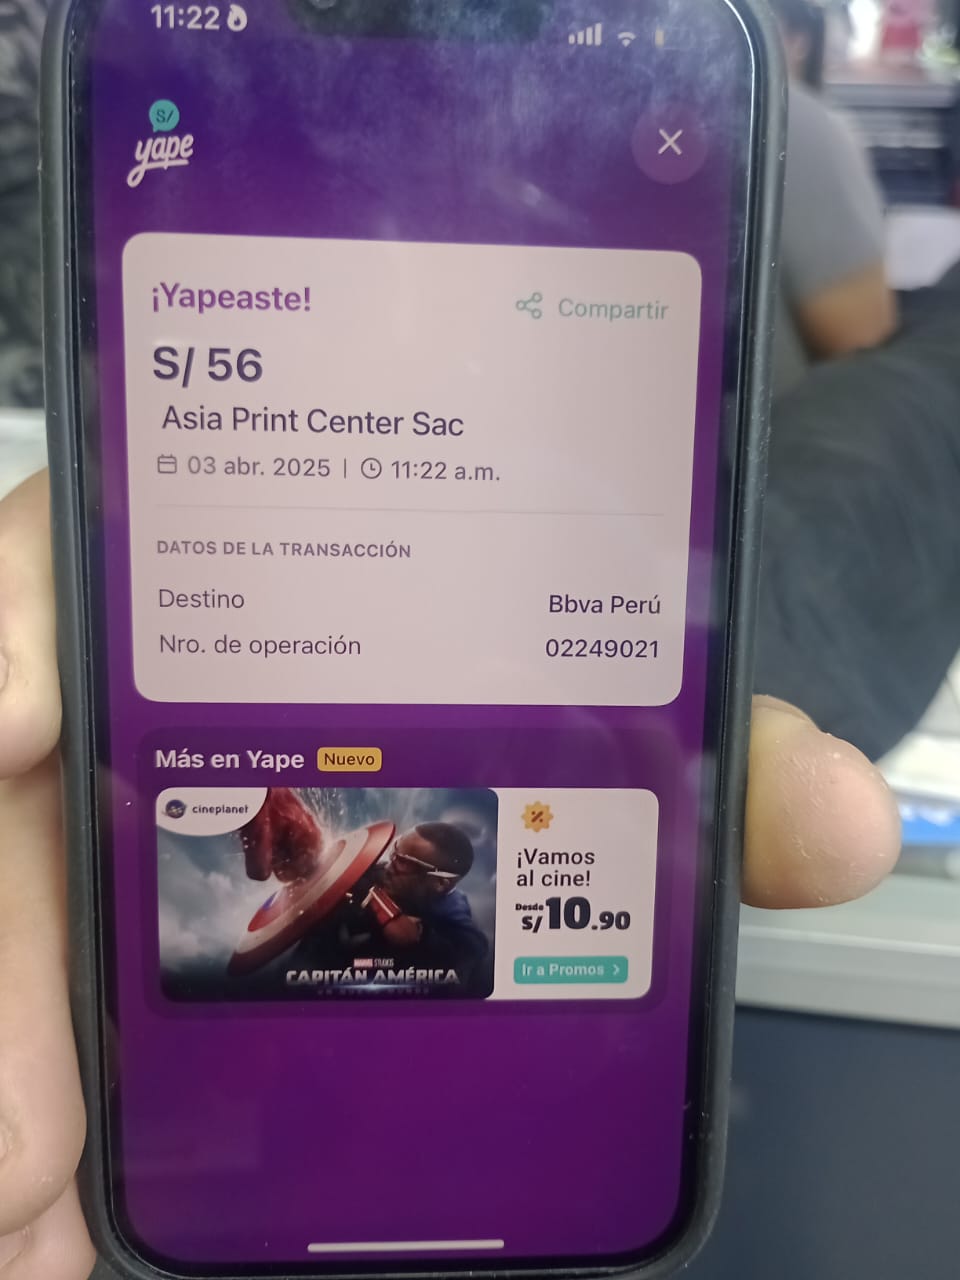 11:22
S/
yape
¡Yapeaste!
Compartir
S/ 56
Asia Print Center Sac
03 abr. 2025 | 11:22 a.m.
DATOS DE LA TRANSACCIÓN
Destino Bbva Perú
Nro. de operación 02249021
Más en Yape Nuevo
cineplanet
MARVEL STUDIOS
CAPITÁN AMÉRICA
%
¡Vamos
al cine!
Desde
S/ 10.90
Ir a Promos >